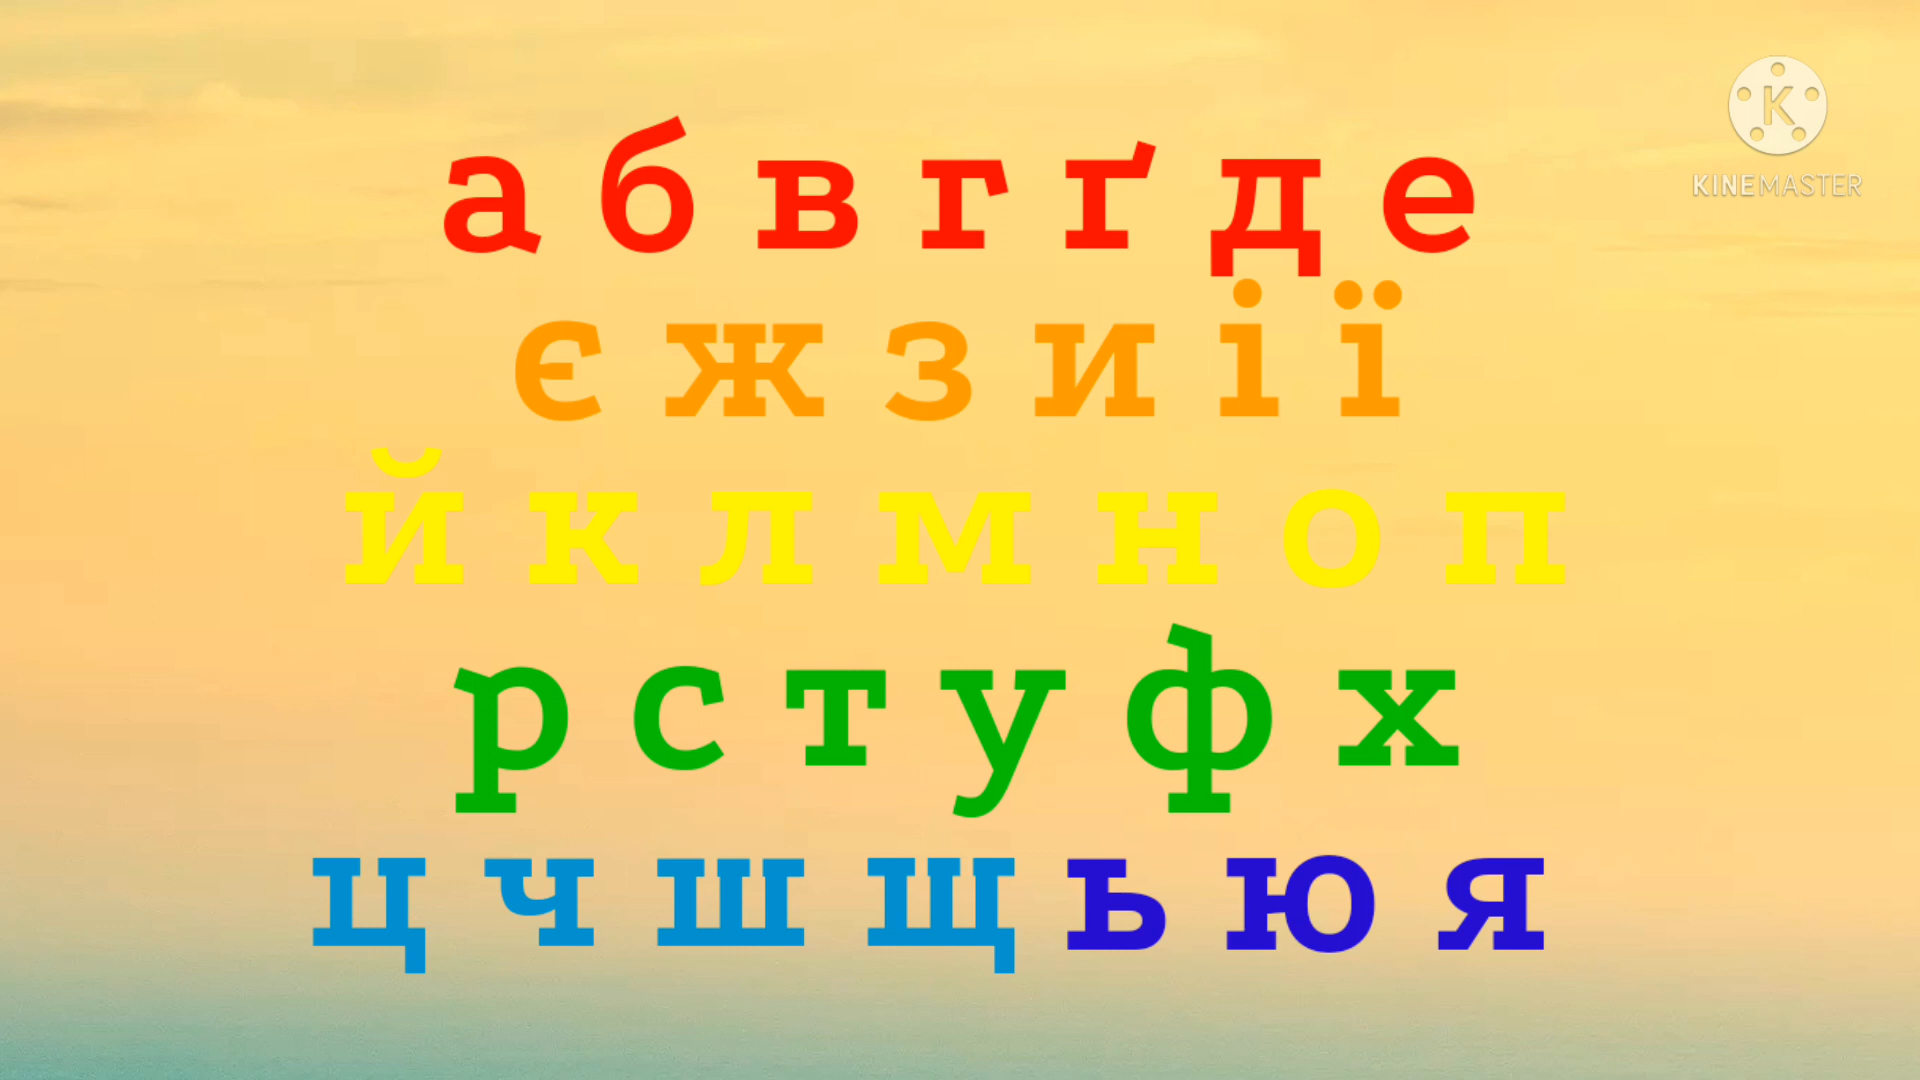 а б в г ґ д е
KINEMASTER
є ж з и і ї
й к л м н о п
р с т у ф х
ц ч ш щ ь ю я